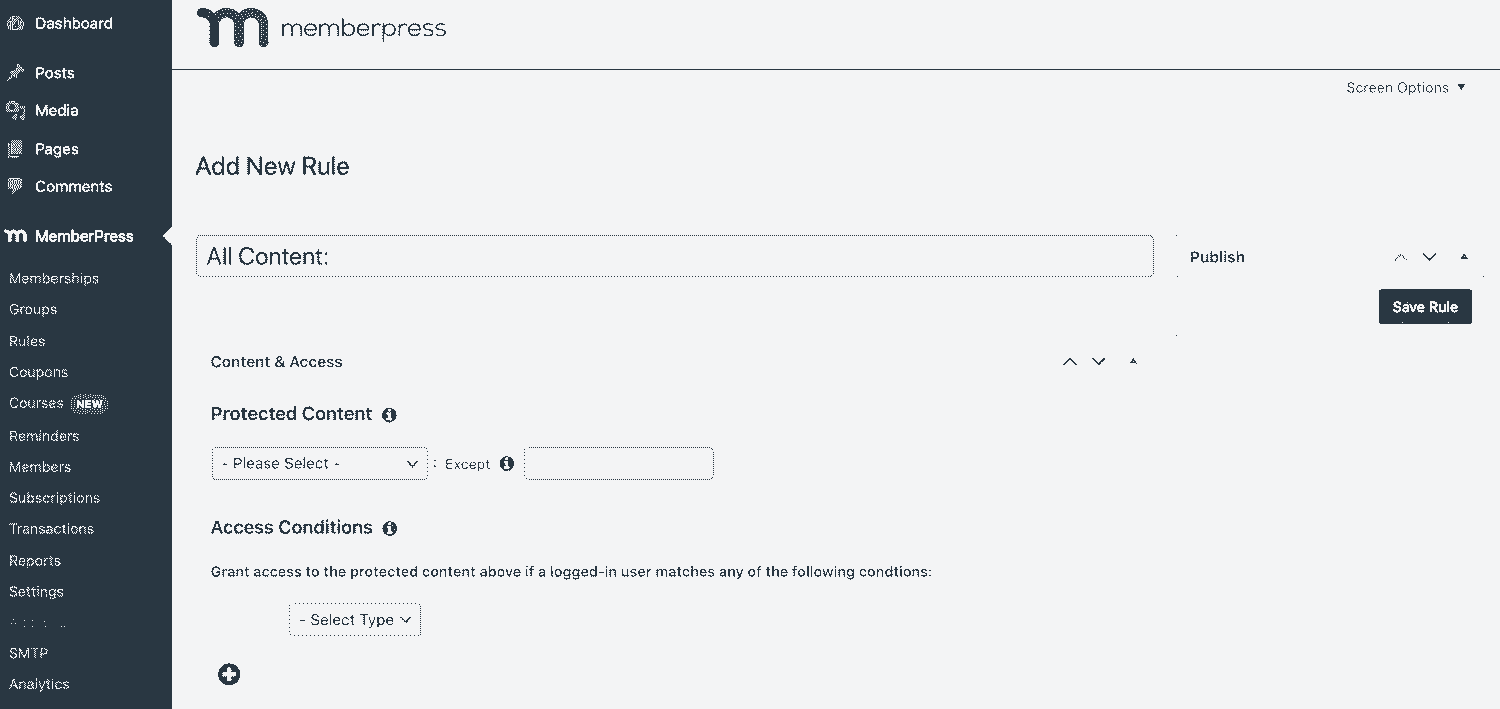 Dashboard
Posts
Media
Pages
Comments
MemberPress
Memberships
Groups
Rules
Coupons
Courses NEW
Reminders
Members
Subscriptions
Transactions
Reports
Settings
SMTP
Analytics
memberpress
Screen Options
Add New Rule
All Content:
Publish
Save Rule
Content & Access
Protected Content
- Please Select - : Except
Access Conditions
Grant access to the protected content above if a logged-in user matches any of the following condtions:
- Select Type